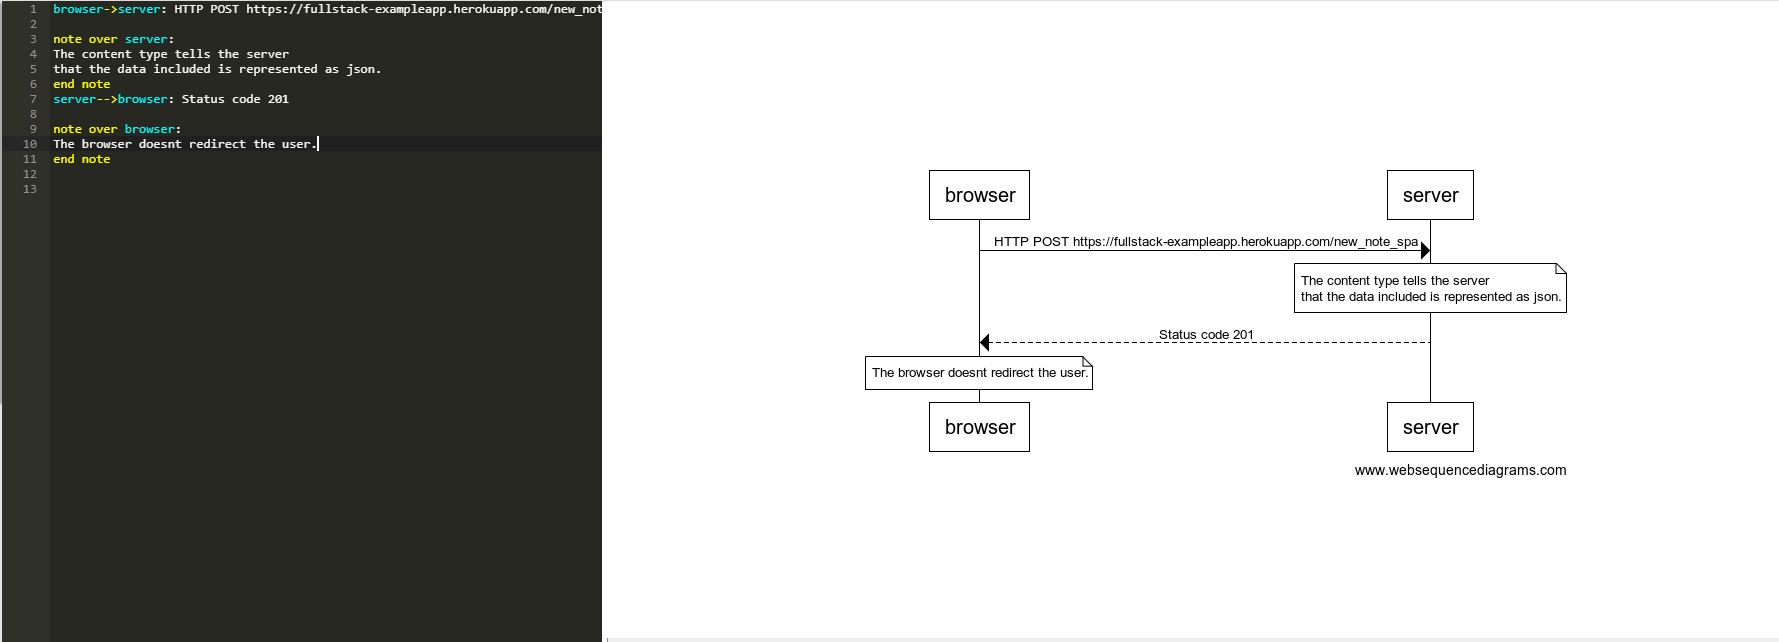 1 browser->server: HTTP POST https://fullstack-exampleapp.herokuapp.com/new_not
2
3 note over server:
4 The content type tells the server
5 that the data included is represented as json.
6 end note
7 server-->browser: Status code 201
8
9 note over browser:
10 The browser doesnt redirect the user.
11 end note
12
13
browser server
HTTP POST https://fullstack-exampleapp.herokuapp.com/new_note_spa
The content type tells the server
that the data included is represented as json.
Status code 201
The browser doesnt redirect the user.
browser server
www.websequencediagrams.com